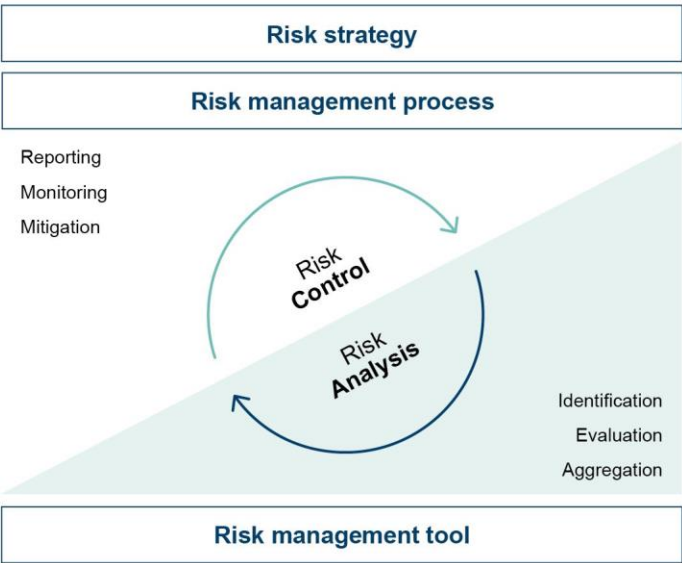 Risk strategy
Risk management process
Reporting
Monitoring
Mitigation
Risk
Control
Risk
Analysis
Identification
Evaluation
Aggregation
Risk management tool